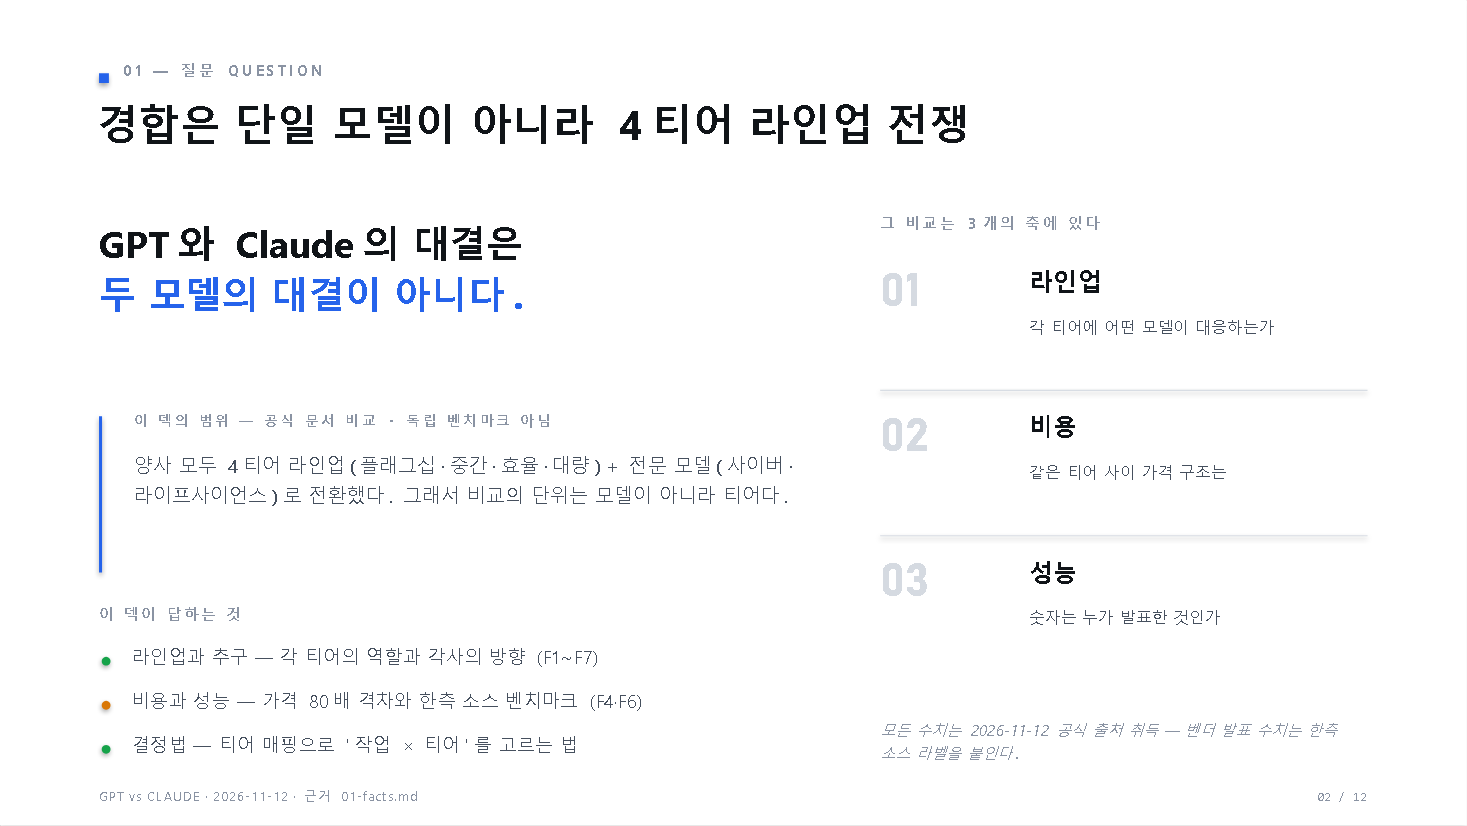 01 — 질문 QUESTION
경합은 단일 모델이 아니라 4티어 라인업 전쟁
GPT와 Claude의 대결은
두 모델의 대결이 아니다.
이 덱의 범위 — 공식 문서 비교 · 독립 벤치마크 아님
양사 모두 4티어 라인업(플래그십·중간·효율·대량) + 전문 모델(사이버·
라이프사이언스)로 전환했다. 그래서 비교의 단위는 모델이 아니라 티어다.
이 덱이 답하는 것
라인업과 추구 — 각 티어의 역할과 각사의 방향 (F1~F7)
비용과 성능 — 가격 80배 격차와 한측 소스 벤치마크 (F4·F6)
결정법 — 티어 매핑으로 '작업 × 티어'를 고르는 법
그 비교는 3개의 축에 있다
01
라인업
각 티어에 어떤 모델이 대응하는가
02
비용
같은 티어 사이 가격 구조는
03
성능
숫자는 누가 발표한 것인가
모든 수치는 2026-11-12 공식 출처 취득 — 벤더 발표 수치는 한측
소스 라벨을 붙인다.
GPT vs CLAUDE · 2026-11-12 · 근거 01-facts.md
02 / 12